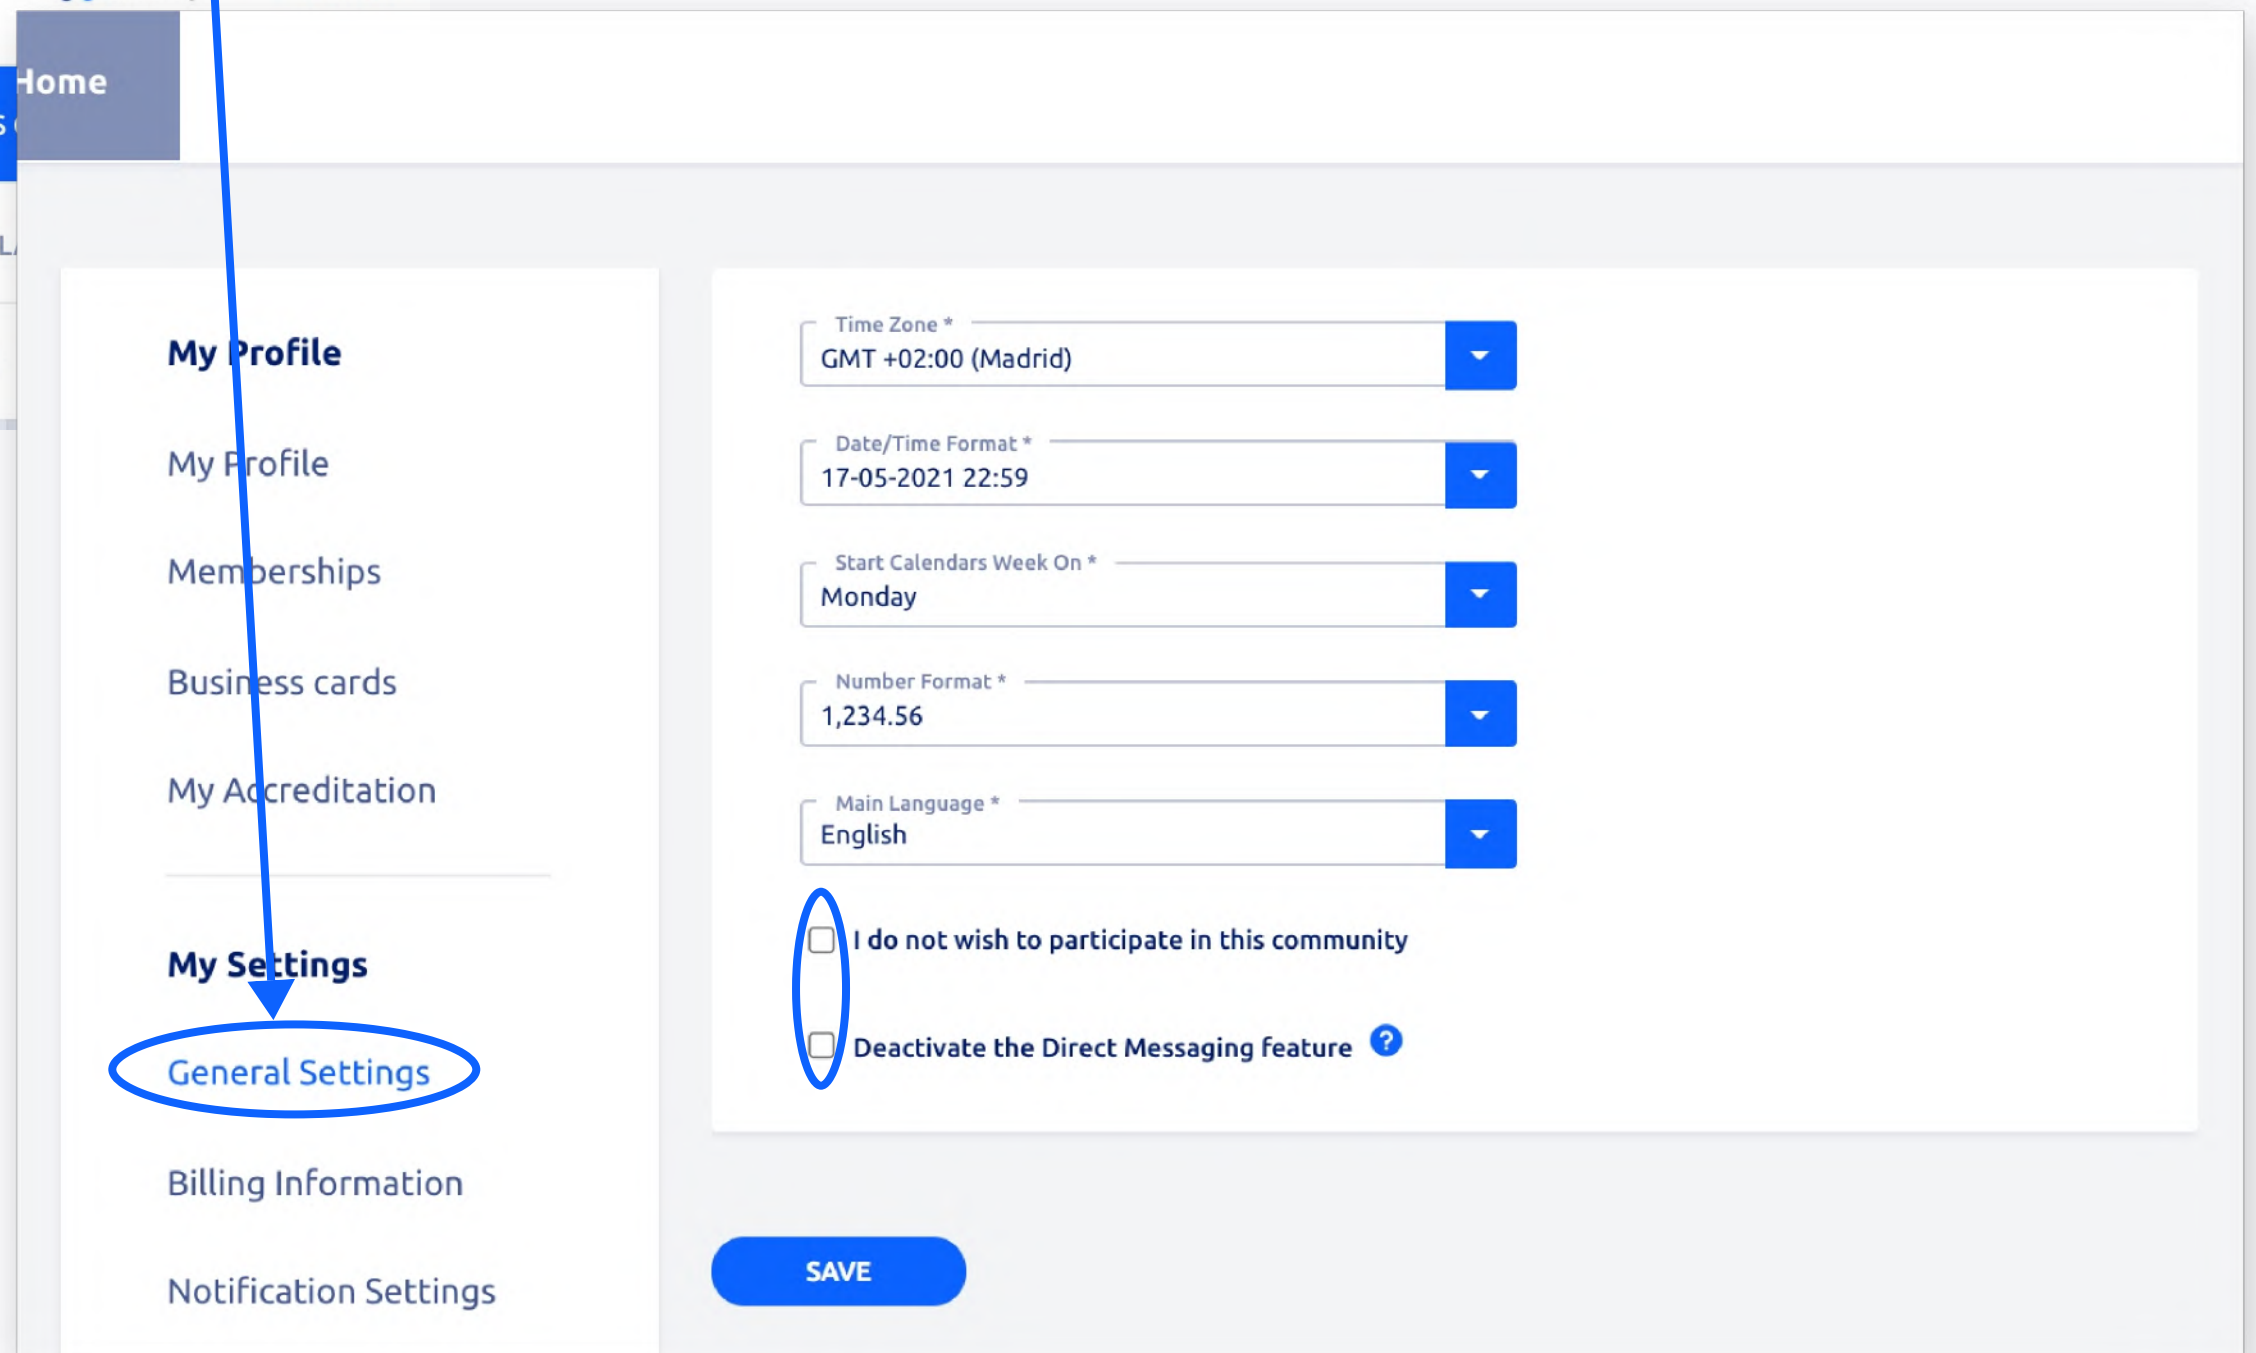 Home
My Profile
My Profile
Memberships
Business cards
My Accreditation
My Settings
General Settings
Billing Information
Notification Settings
Time Zone *
GMT +02:00 (Madrid)
Date/Time Format *
17-05-2021 22:59
Start Calendars Week On *
Monday
Number Format *
1,234.56
Main Language *
English
I do not wish to participate in this community
Deactivate the Direct Messaging feature ?
SAVE